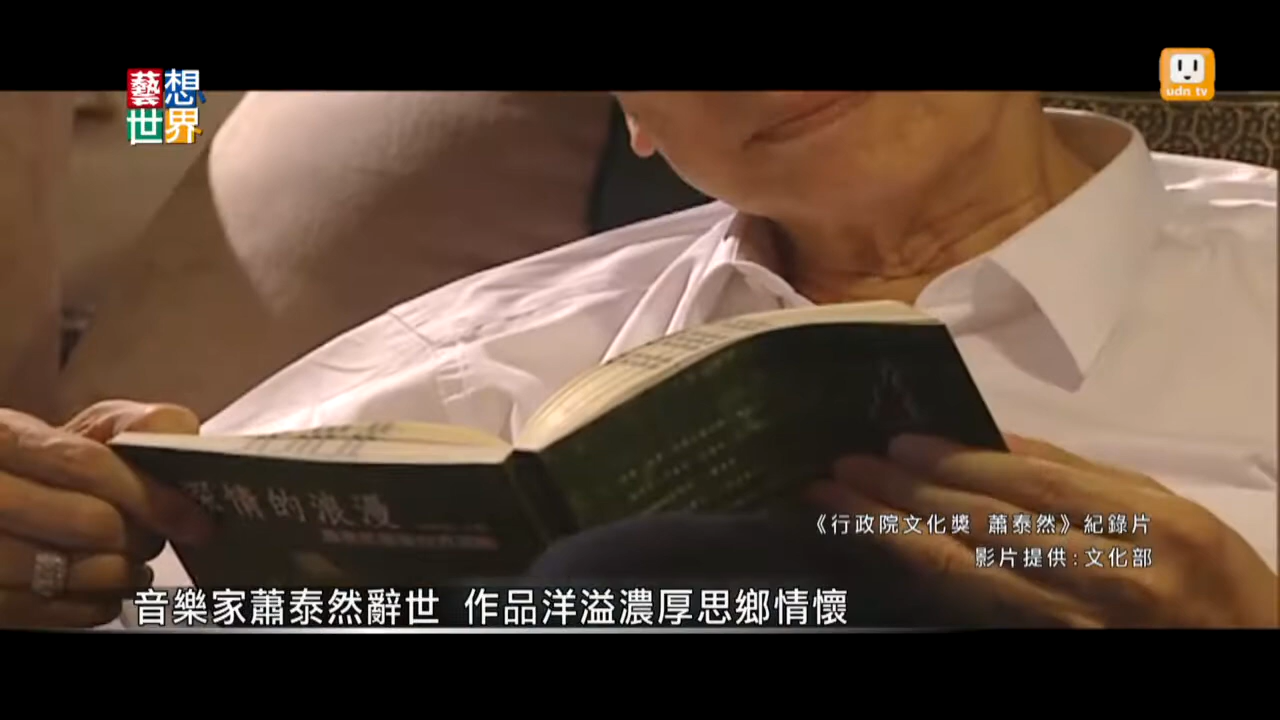 藝想
世界
udn tv
深情的浪漫
《行政院文化獎 蕭泰然》紀錄片
影片提供:文化部
音樂家蕭泰然辭世 作品洋溢濃厚思鄉情懷